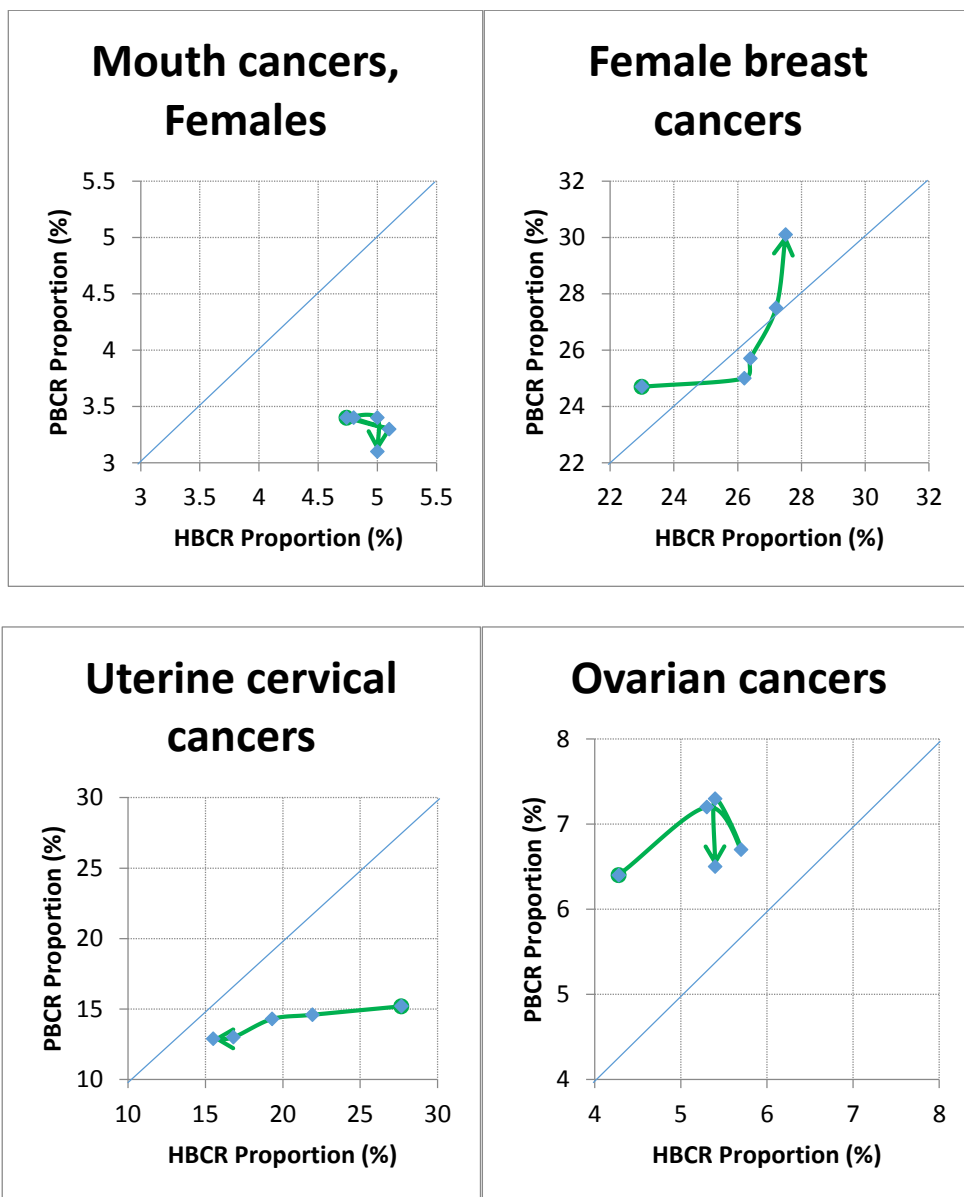 Mouth cancers,
Females
5.5
5
4.5
4
3.5
3
PBCR Proportion (%)
3 3.5 4 4.5 5 5.5
HBCR Proportion (%)
Female breast
cancers
32
30
28
26
24
22
PBCR Proportion (%)
22 24 26 28 30 32
HBCR Proportion (%)
Uterine cervical
cancers
30
25
20
15
10
PBCR Proportion (%)
10 15 20 25 30
HBCR Proportion (%)
Ovarian cancers
8
7
6
5
4
PBCR Proportion (%)
4 5 6 7 8
HBCR Proportion (%)